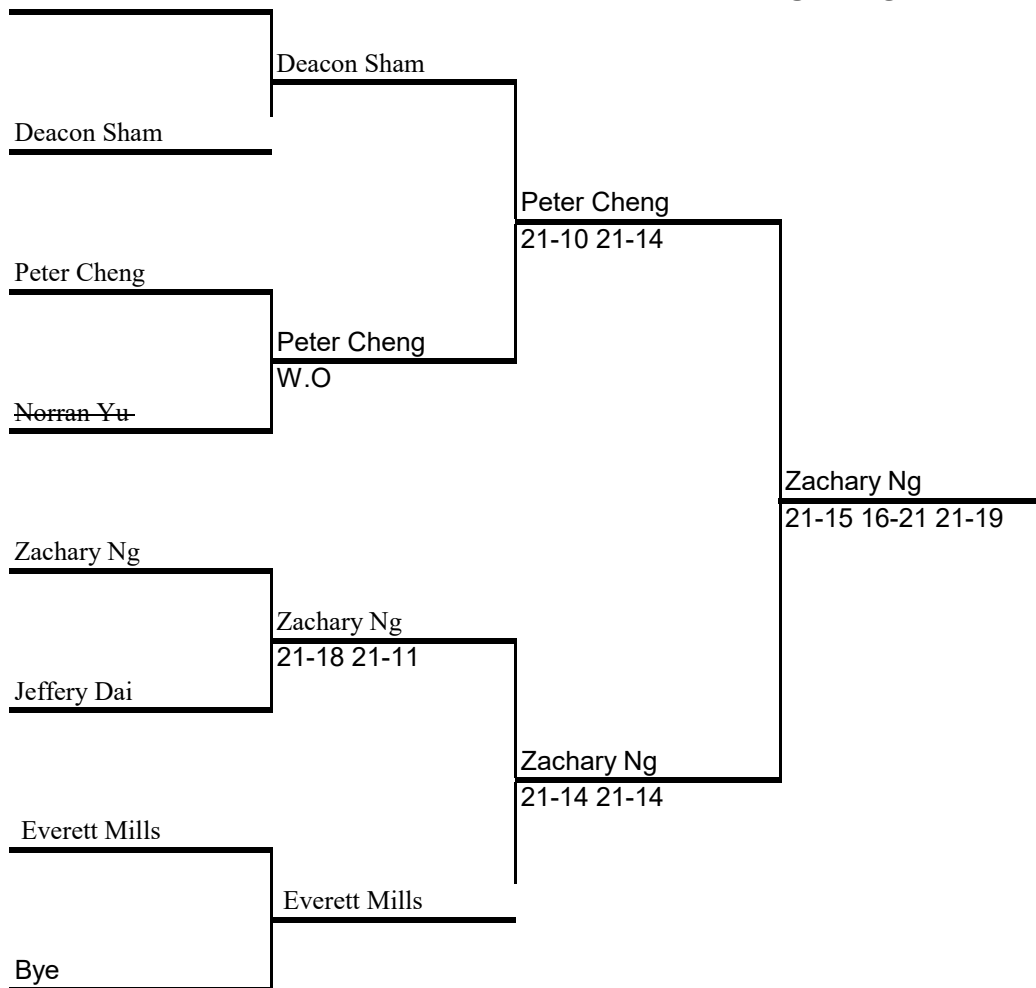 Deacon Sham
Deacon Sham
Peter Cheng
21-10 21-14
Peter Cheng
Peter Cheng
W.O
Norran Yu
Zachary Ng
21-15 16-21 21-19
Zachary Ng
Zachary Ng
21-18 21-11
Jeffery Dai
Zachary Ng
21-14 21-14
Everett Mills
Everett Mills
Bye